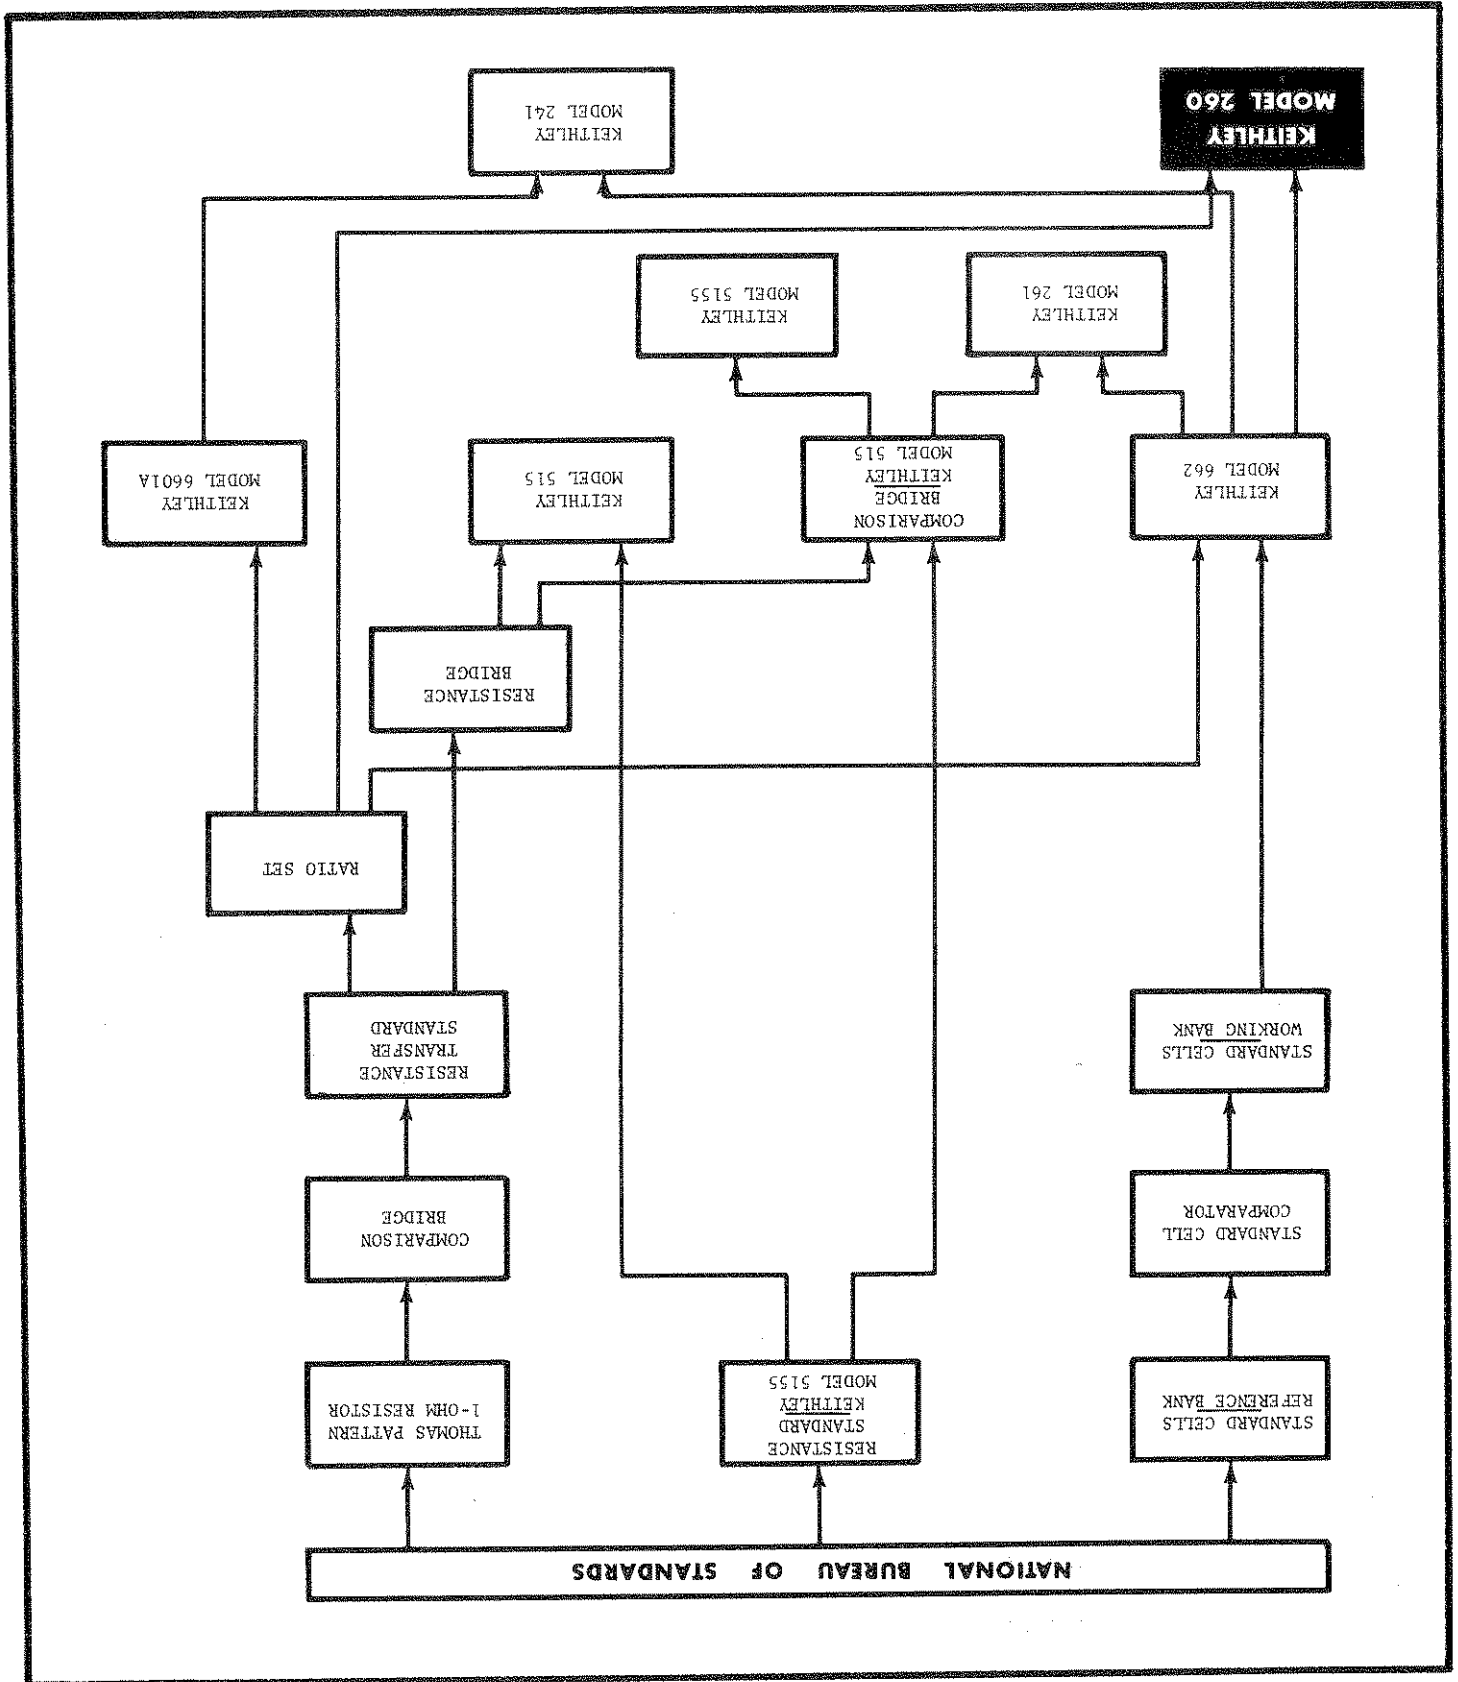 NATIONAL BUREAU OF STANDARDS
STANDARD CELLS
REFERENCE BANK
RESISTANCE
STANDARD
KEITHLEY
MODEL 5155
THOMAS PATTERN
1-OHM RESISTOR
STANDARD CELL
COMPARATOR
COMPARISON
BRIDGE
STANDARD CELLS
WORKING BANK
RESISTANCE
TRANSFER
STANDARD
RATIO SET
RESISTANCE
BRIDGE
KEITHLEY
MODEL 662
COMPARISON
BRIDGE
KEITHLEY
MODEL 515
KEITHLEY
MODEL 515
KEITHLEY
MODEL 6601A
KEITHLEY
MODEL 261
KEITHLEY
MODEL 5155
KEITHLEY
MODEL 260
KEITHLEY
MODEL 241